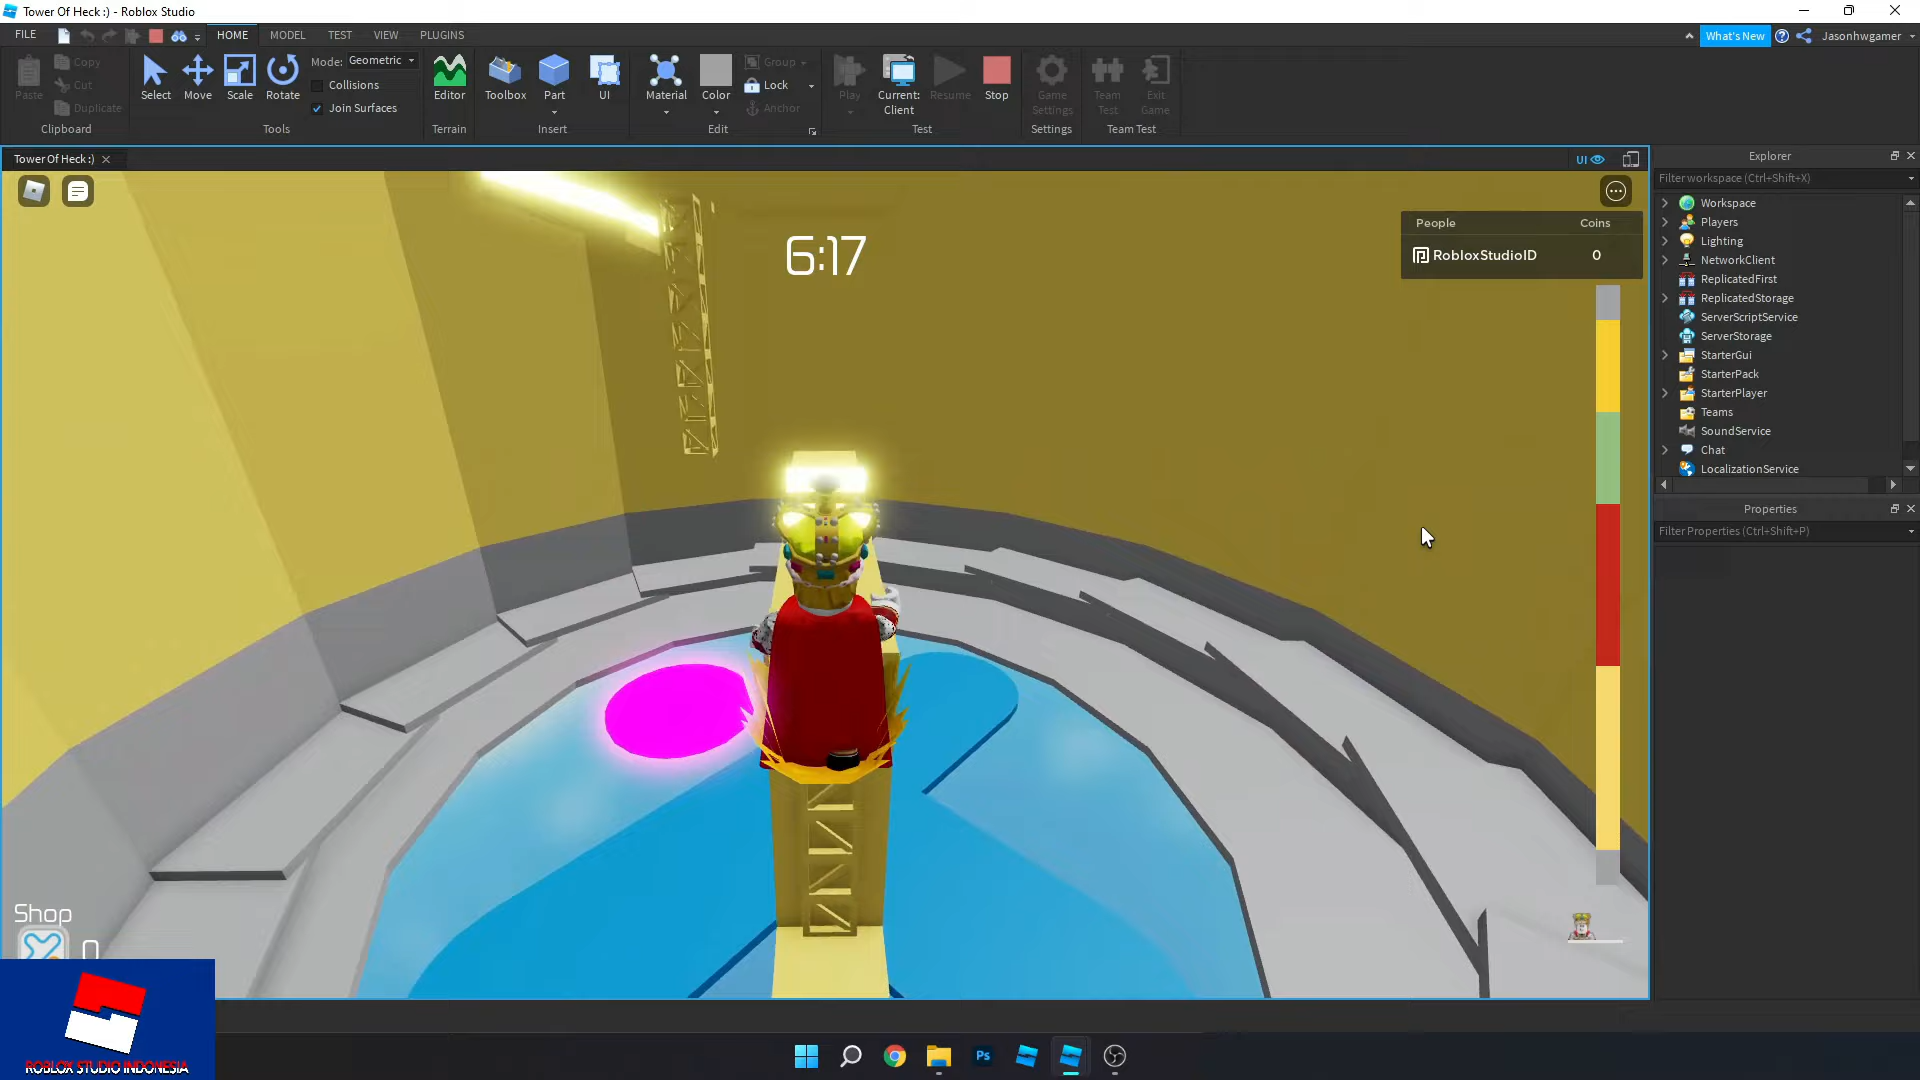 Tower Of Heck :) - Roblox Studio
FILE HOME MODEL TEST VIEW PLUGINS What's New Jasonhwgamer
Paste Copy Cut Duplicate
Select Move Scale Rotate
Mode: Geometric
Collisions
Join Surfaces
Editor Toolbox Part UI
Material Color
Group
Lock
Anchor
Play Current: Client Resume Stop
Game Settings Team Test Exit Game
Clipboard Tools Terrain Insert Edit Test Settings Team Test
Tower Of Heck :)
UI
6:17
People Coins
RobloxStudioID 0
Shop
0
Explorer
Filter workspace (Ctrl+Shift+X)
Workspace
Players
Lighting
NetworkClient
ReplicatedFirst
ReplicatedStorage
ServerScriptService
ServerStorage
StarterGui
StarterPack
StarterPlayer
Teams
SoundService
Chat
LocalizationService
Properties
Filter Properties (Ctrl+Shift+P)
ROBLOX STUDIO INDONESIA
Ps